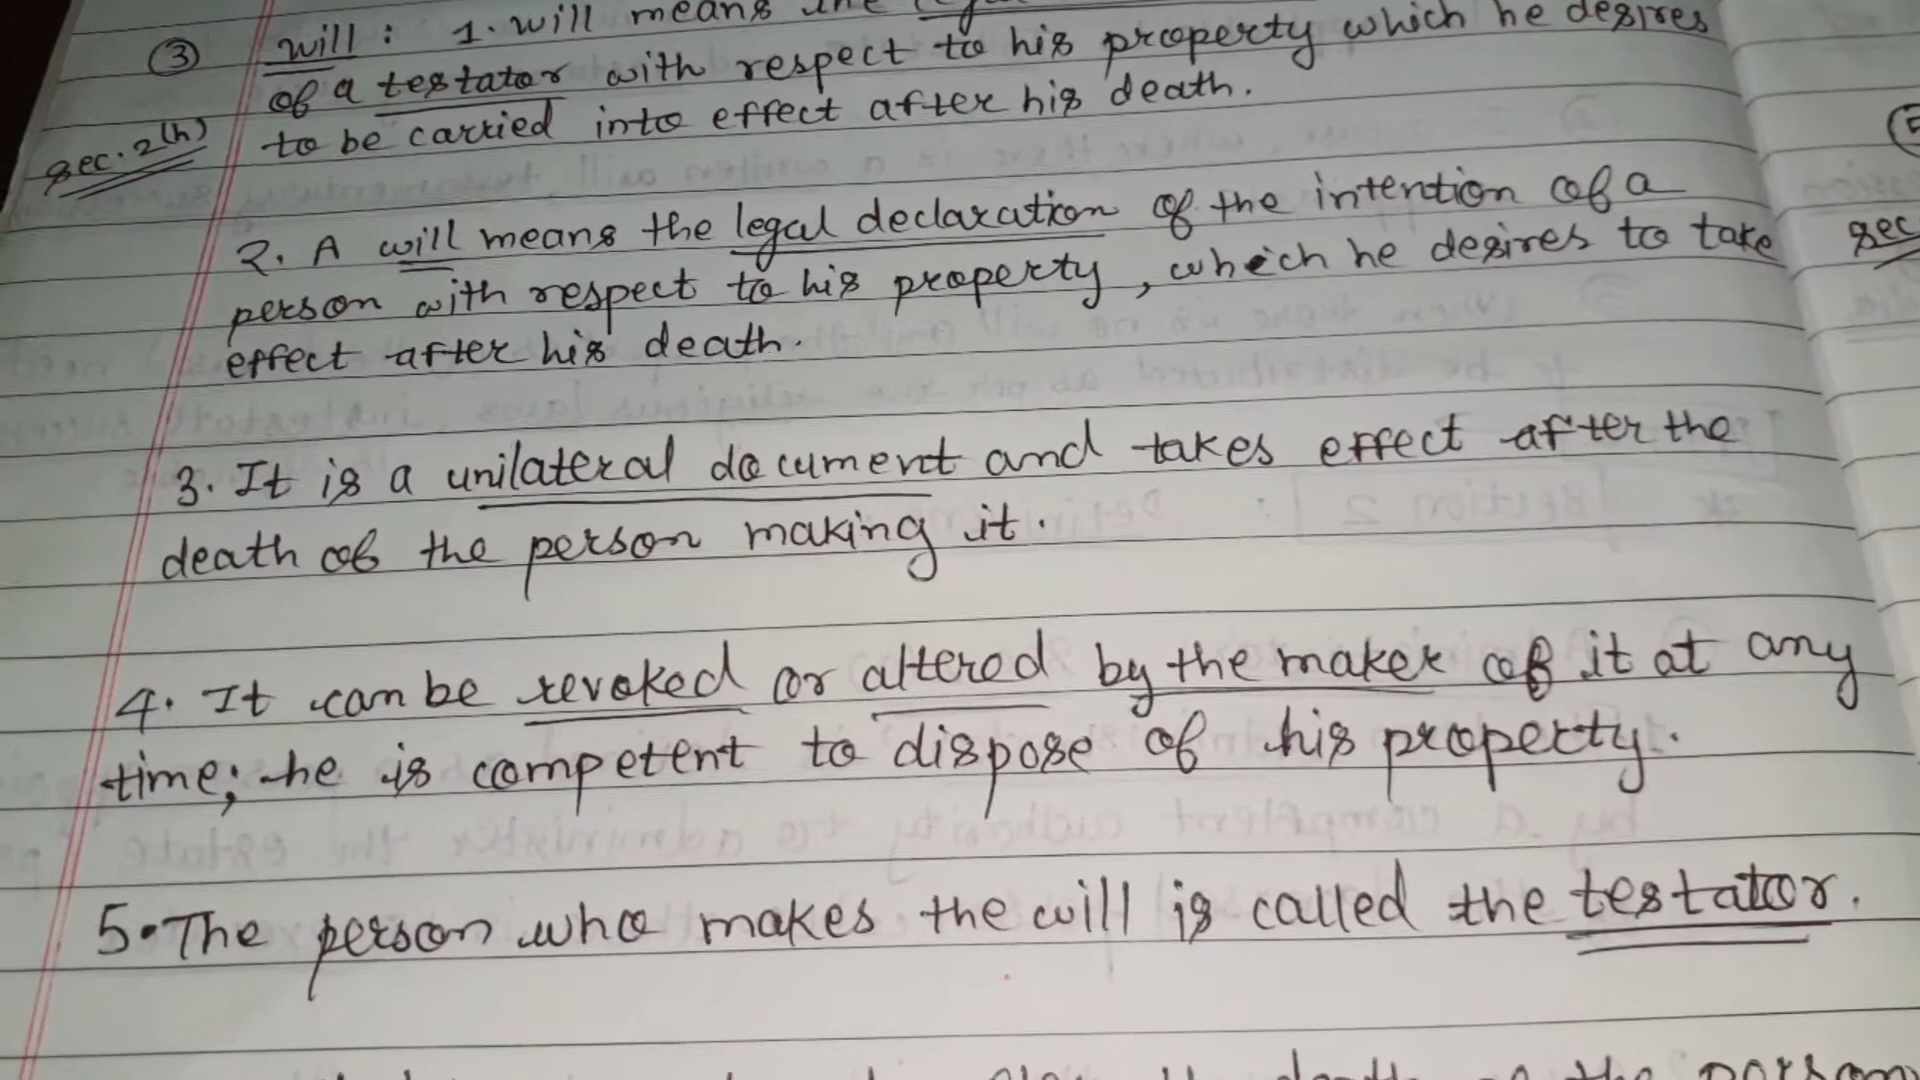 ③ will : 1. will means the
of a testator with respect to his property which he desires
sec. 2(h) to be carried into effect after his death.
2. A will means the legal declaration of the intention of a
person with respect to his property, which he desires to take
effect after his death.
3. It is a unilateral document and takes effect after the
death of the person making it.
4. It can be revoked or altered by the maker of it at any
time; he is competent to dispose of his property.
5. The person who makes the will is called the testator.
sec
the person